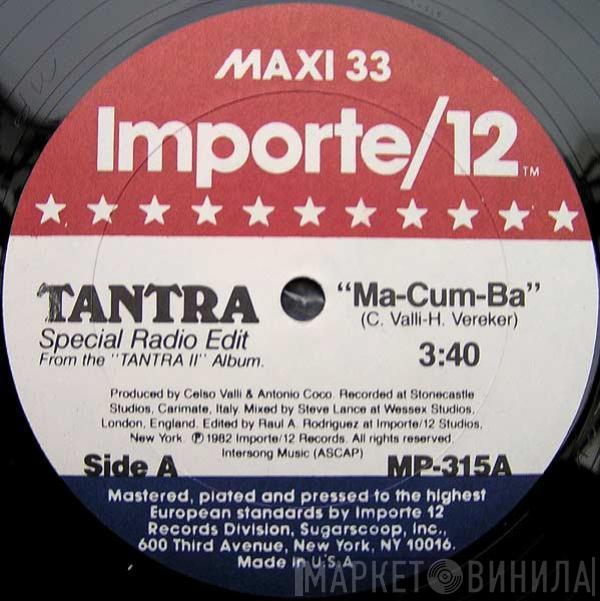 MAXI 33
Importe/12™
TANTRA
"Ma-Cum-Ba"
Special Radio Edit
(C. Valli-H. Vereker)
From the "TANTRA II" Album.
3:40
Produced by Celso Valli & Antonio Coco. Recorded at Stonecastle
Studios, Carimate, Italy. Mixed by Steve Lance at Wessex Studios,
London, England. Edited by Raul A. Rodriguez at Importe/12 Studios,
New York. ℗ 1982 Importe/12 Records. All rights reserved.
Intersong Music (ASCAP)
Side A
MP-315A
Mastered, plated and pressed to the highest
European standards by Importe 12
Records Division, Sugarscoop, Inc.,
600 Third Avenue, New York, NY 10016.
Made in U.S.A
МАРКЕТ ВИНИЛА